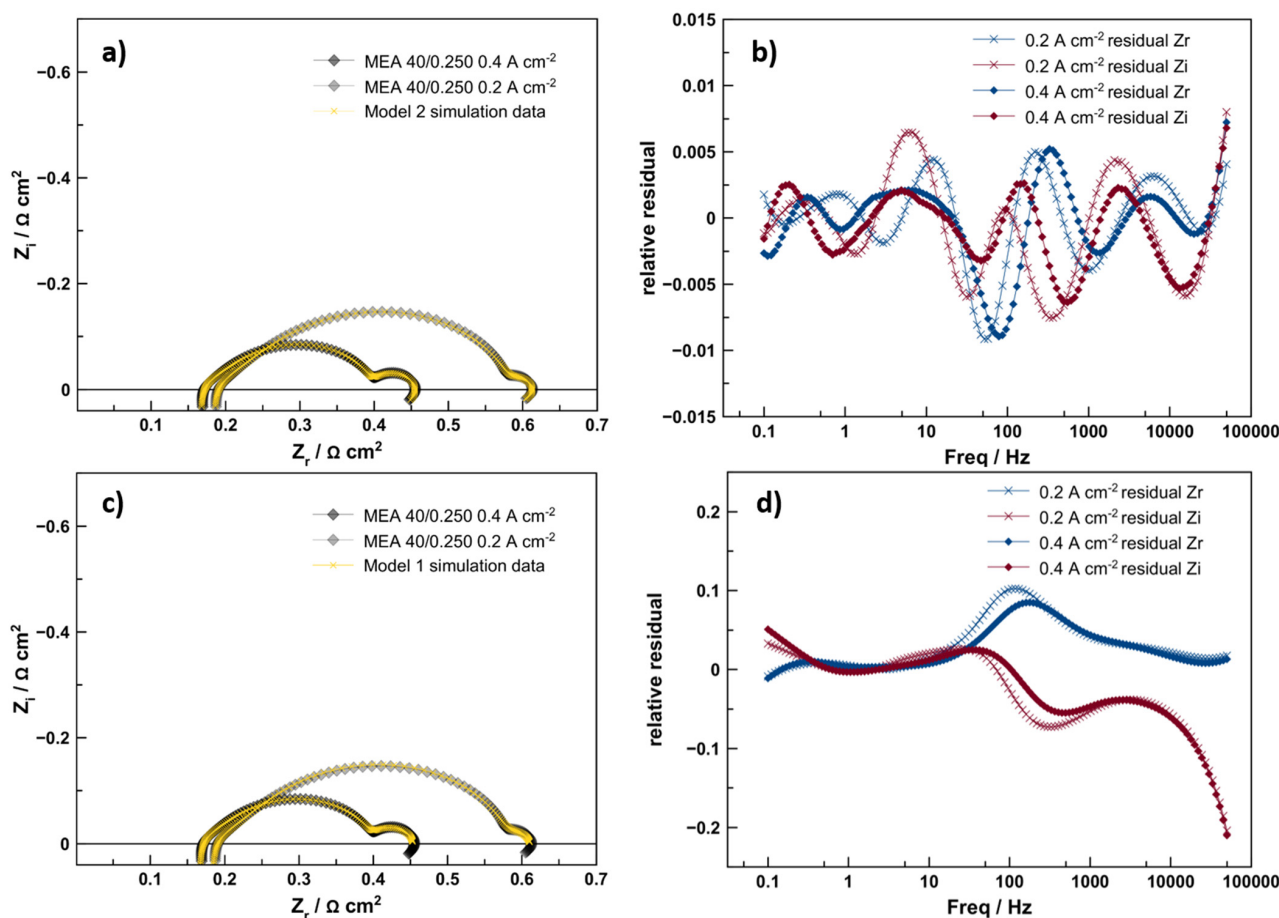 a)
MEA 40/0.250 0.4 A cm-2
MEA 40/0.250 0.2 A cm-2
Model 2 simulation data
−0.6
−0.4
−0.2
0
Zi / Ω cm2
0.1 0.2 0.3 0.4 0.5 0.6 0.7
Zr / Ω cm2
b)
0.2 A cm-2 residual Zr
0.2 A cm-2 residual Zi
0.4 A cm-2 residual Zr
0.4 A cm-2 residual Zi
0.015
0.010
0.005
0
−0.005
−0.01
−0.015
relative residual
0.1 1 10 100 1000 10000 100000
Freq / Hz
c)
MEA 40/0.250 0.4 A cm-2
MEA 40/0.250 0.2 A cm-2
Model 1 simulation data
−0.6
−0.4
−0.2
0
Zi / Ω cm2
0.1 0.2 0.3 0.4 0.5 0.6 0.7
Zr / Ω cm2
d)
0.2 A cm-2 residual Zr
0.2 A cm-2 residual Zi
0.4 A cm-2 residual Zr
0.4 A cm-2 residual Zi
0.2
0.1
0
−0.1
−0.2
relative residual
0.1 1 10 100 1000 10000 100000
Freq / Hz